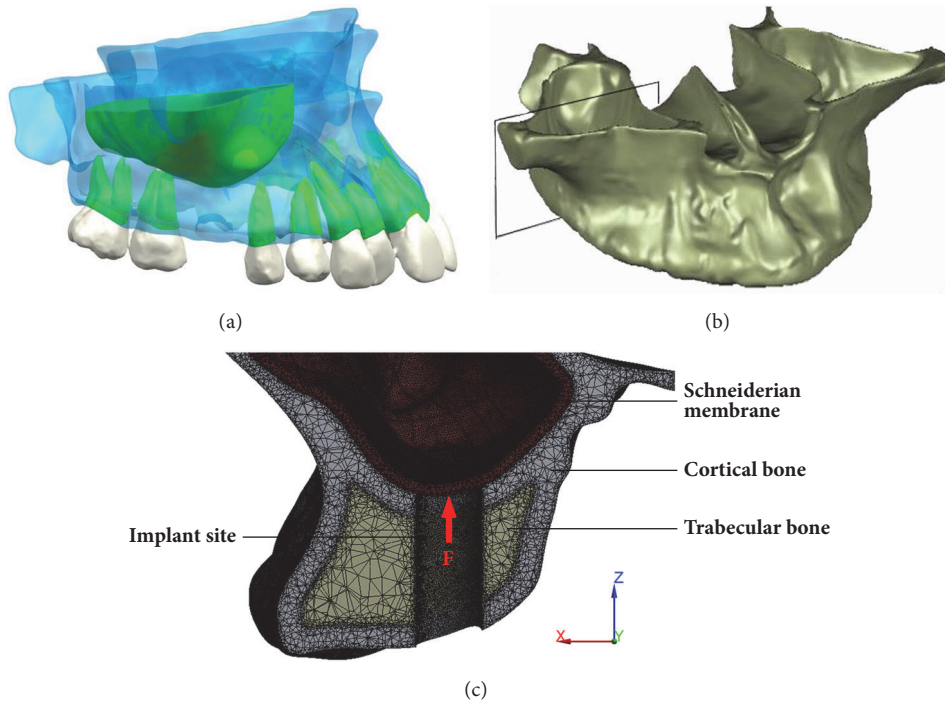 (a)
(b)
Schneiderian
membrane
Cortical bone
Implant site
Trabecular bone
F
Z
X
Y
(c)